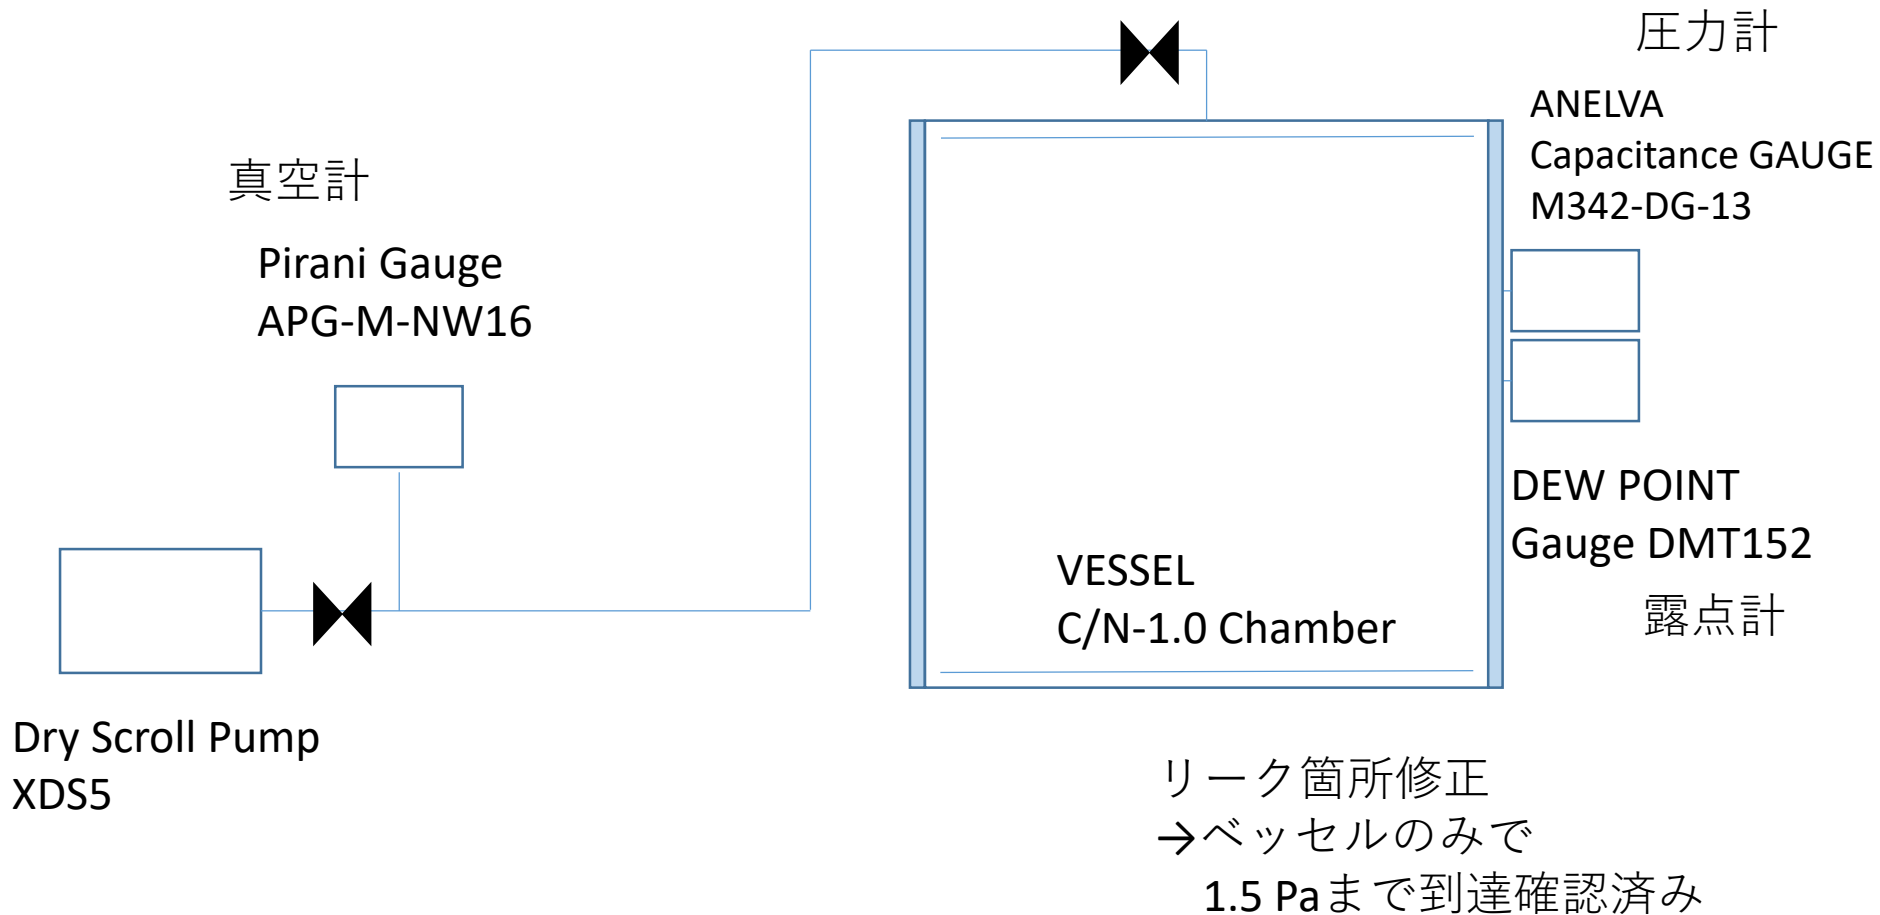 圧力計
ANELVA
Capacitance GAUGE
M342-DG-13
真空計
Pirani Gauge
APG-M-NW16
DEW POINT
Gauge DMT152
露点計
VESSEL
C/N-1.0 Chamber
Dry Scroll Pump
XDS5
リーク箇所修正
→ベッセルのみで
1.5 Paまで到達確認済み